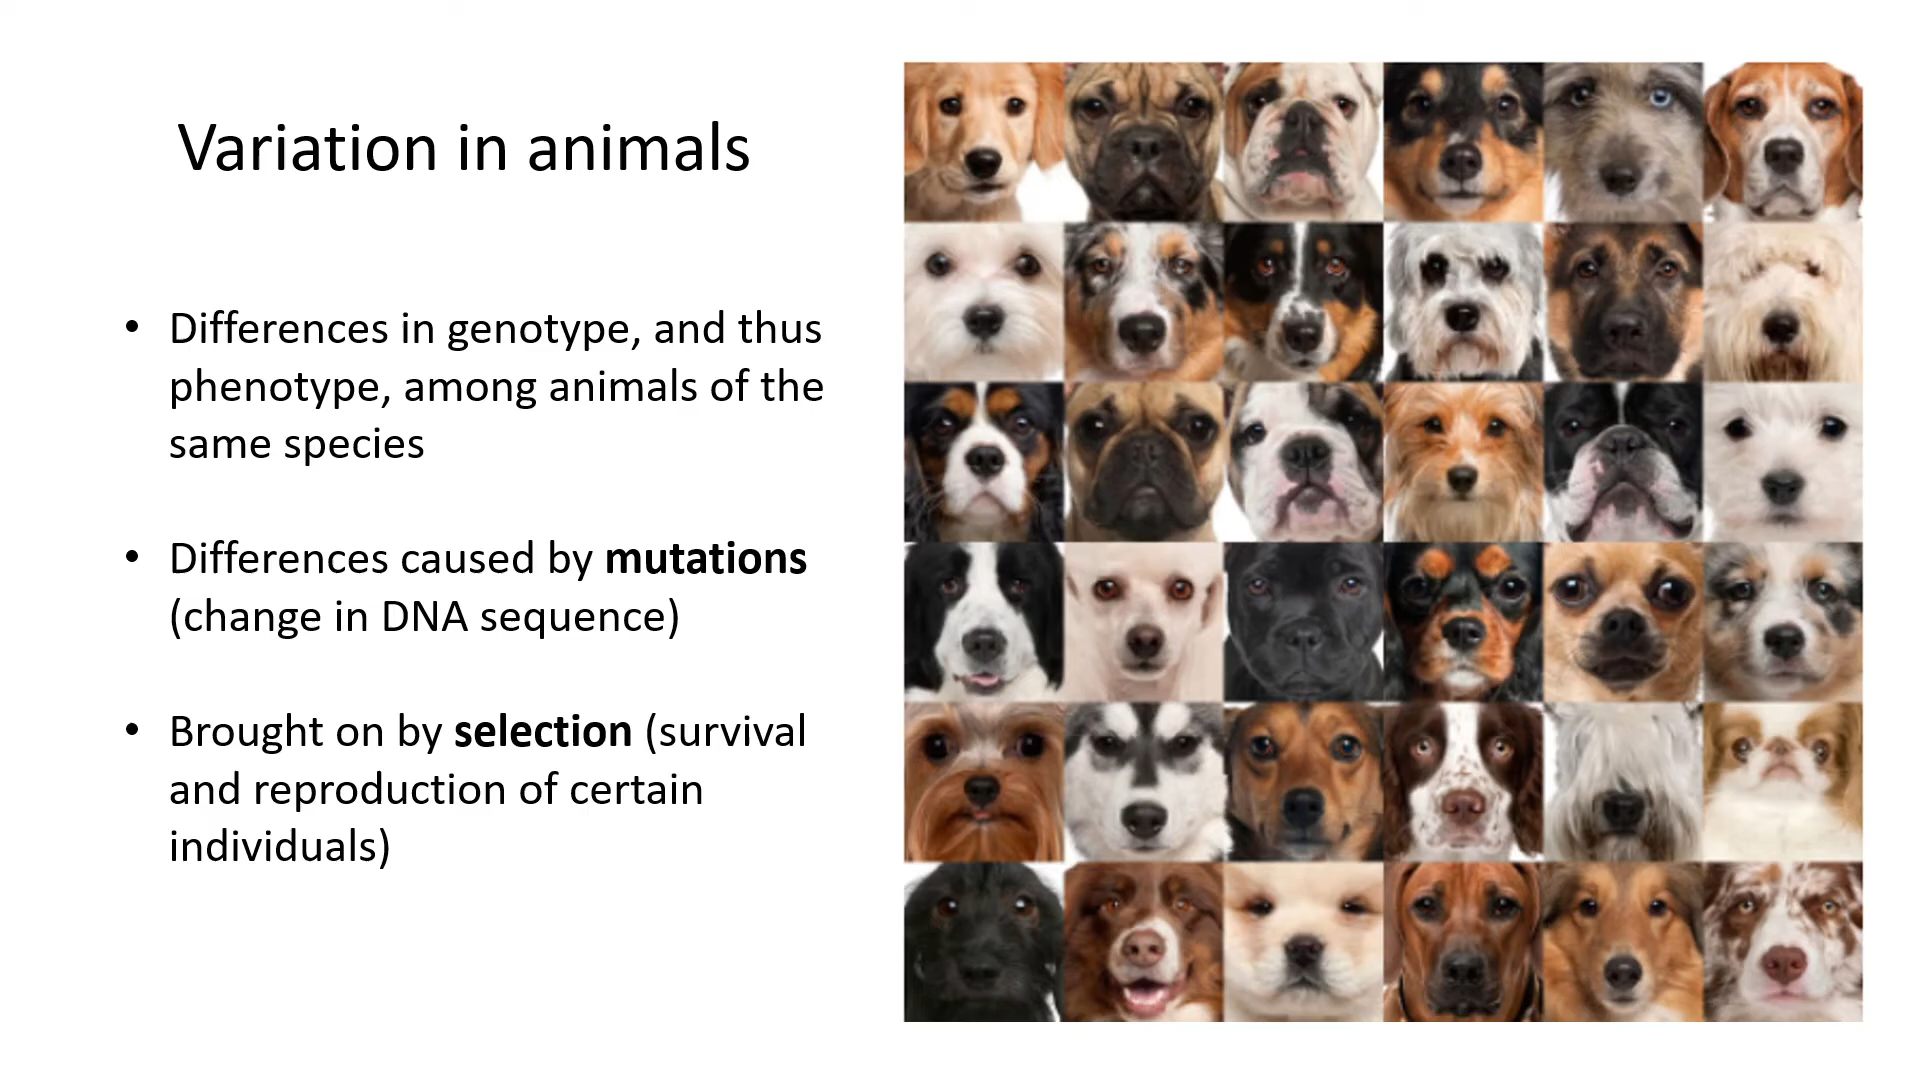 Variation in animals
• Differences in genotype, and thus
phenotype, among animals of the
same species
• Differences caused by mutations
(change in DNA sequence)
• Brought on by selection (survival
and reproduction of certain
individuals)